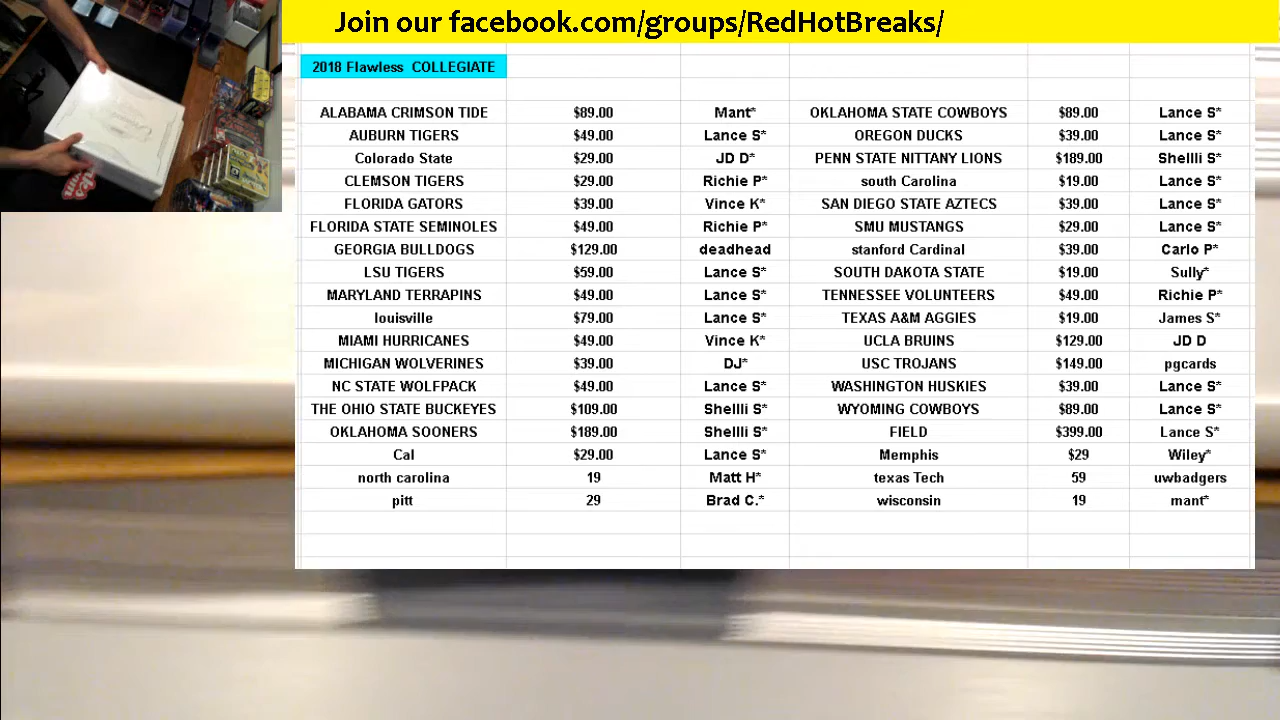 Join our facebook.com/groups/RedHotBreaks/
2018 Flawless COLLEGIATE
ALABAMA CRIMSON TIDE $89.00 Mant* OKLAHOMA STATE COWBOYS $89.00 Lance S*
AUBURN TIGERS $49.00 Lance S* OREGON DUCKS $39.00 Lance S*
Colorado State $29.00 JD D* PENN STATE NITTANY LIONS $189.00 Shellli S*
CLEMSON TIGERS $29.00 Richie P* south Carolina $19.00 Lance S*
FLORIDA GATORS $39.00 Vince K* SAN DIEGO STATE AZTECS $39.00 Lance S*
FLORIDA STATE SEMINOLES $49.00 Richie P* SMU MUSTANGS $29.00 Lance S*
GEORGIA BULLDOGS $129.00 deadhead stanford Cardinal $39.00 Carlo P*
LSU TIGERS $59.00 Lance S* SOUTH DAKOTA STATE $19.00 Sully*
MARYLAND TERRAPINS $49.00 Lance S* TENNESSEE VOLUNTEERS $49.00 Richie P*
louisville $79.00 Lance S* TEXAS A&M AGGIES $19.00 James S*
MIAMI HURRICANES $49.00 Vince K* UCLA BRUINS $129.00 JD D
MICHIGAN WOLVERINES $39.00 DJ* USC TROJANS $149.00 pgcards
NC STATE WOLFPACK $49.00 Lance S* WASHINGTON HUSKIES $39.00 Lance S*
THE OHIO STATE BUCKEYES $109.00 Shellli S* WYOMING COWBOYS $89.00 Lance S*
OKLAHOMA SOONERS $189.00 Shellli S* FIELD $399.00 Lance S*
Cal $29.00 Lance S* Memphis $29 Wiley*
north carolina 19 Matt H* texas Tech 59 uwbadgers
pitt 29 Brad C.* wisconsin 19 mant*